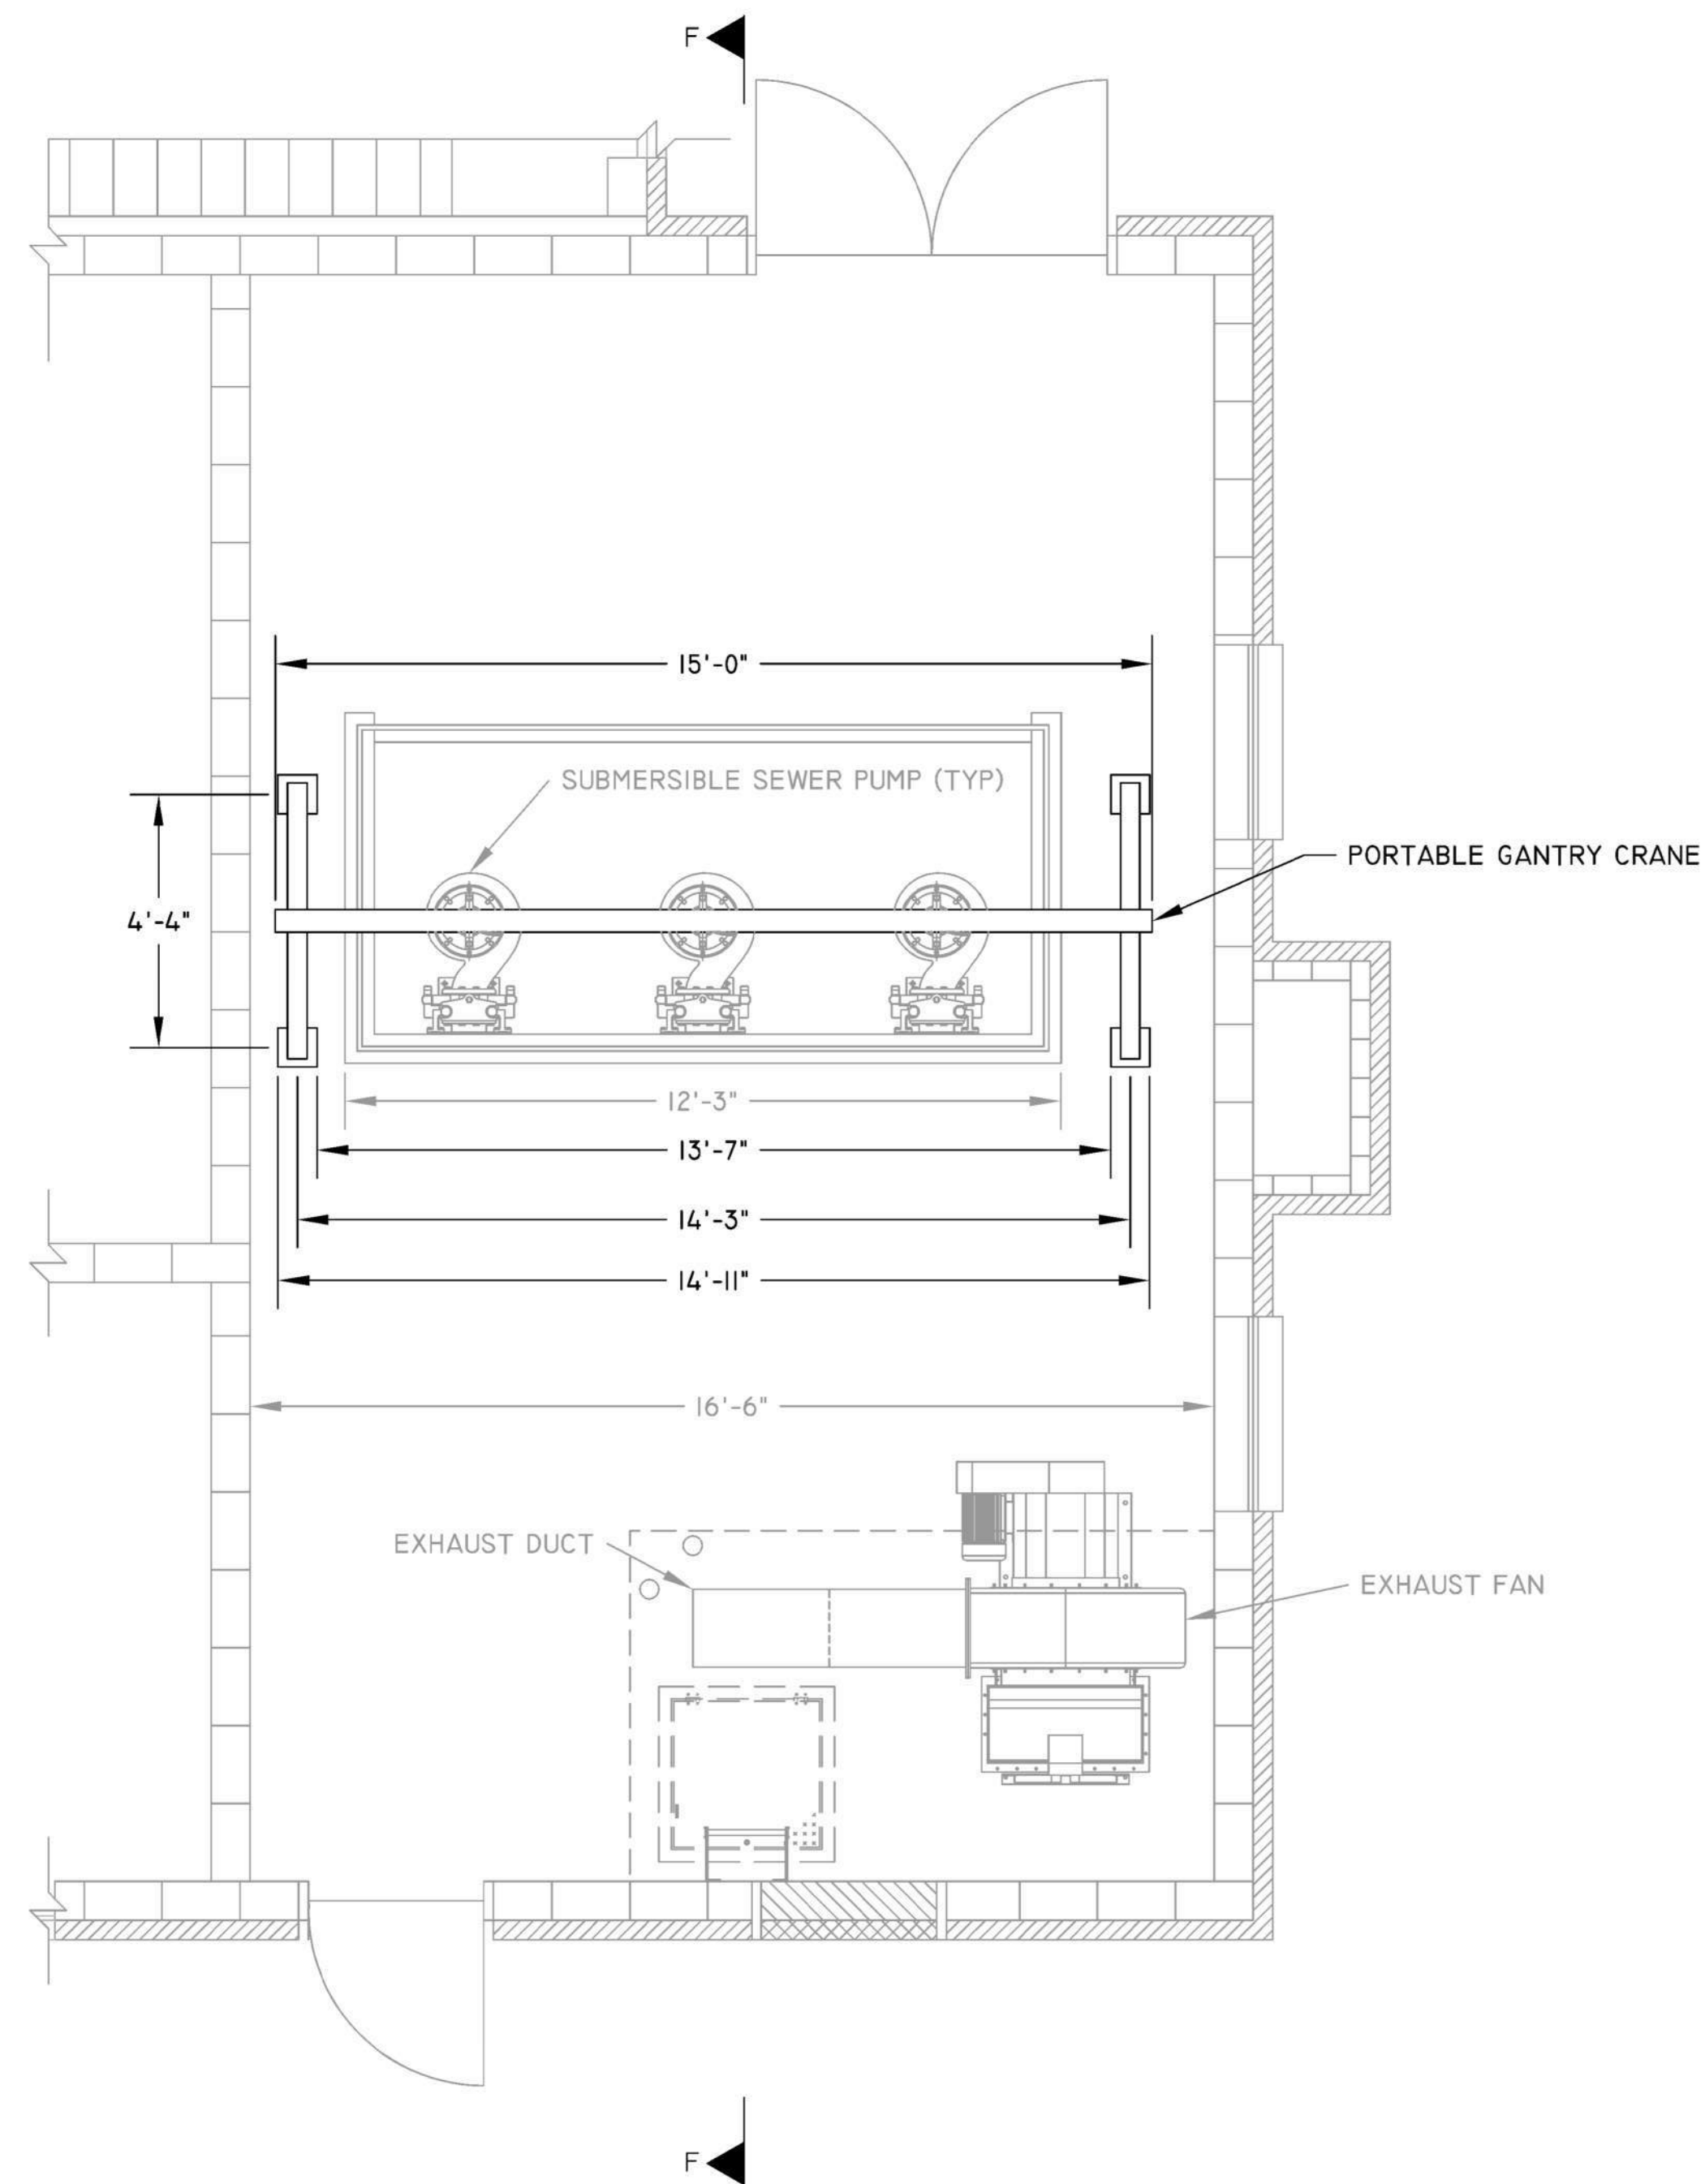 F
15'-0"
SUBMERSIBLE SEWER PUMP (TYP)
PORTABLE GANTRY CRANE
4'-4"
12'-3"
13'-7"
14'-3"
14'-11"
16'-6"
EXHAUST DUCT
EXHAUST FAN
F